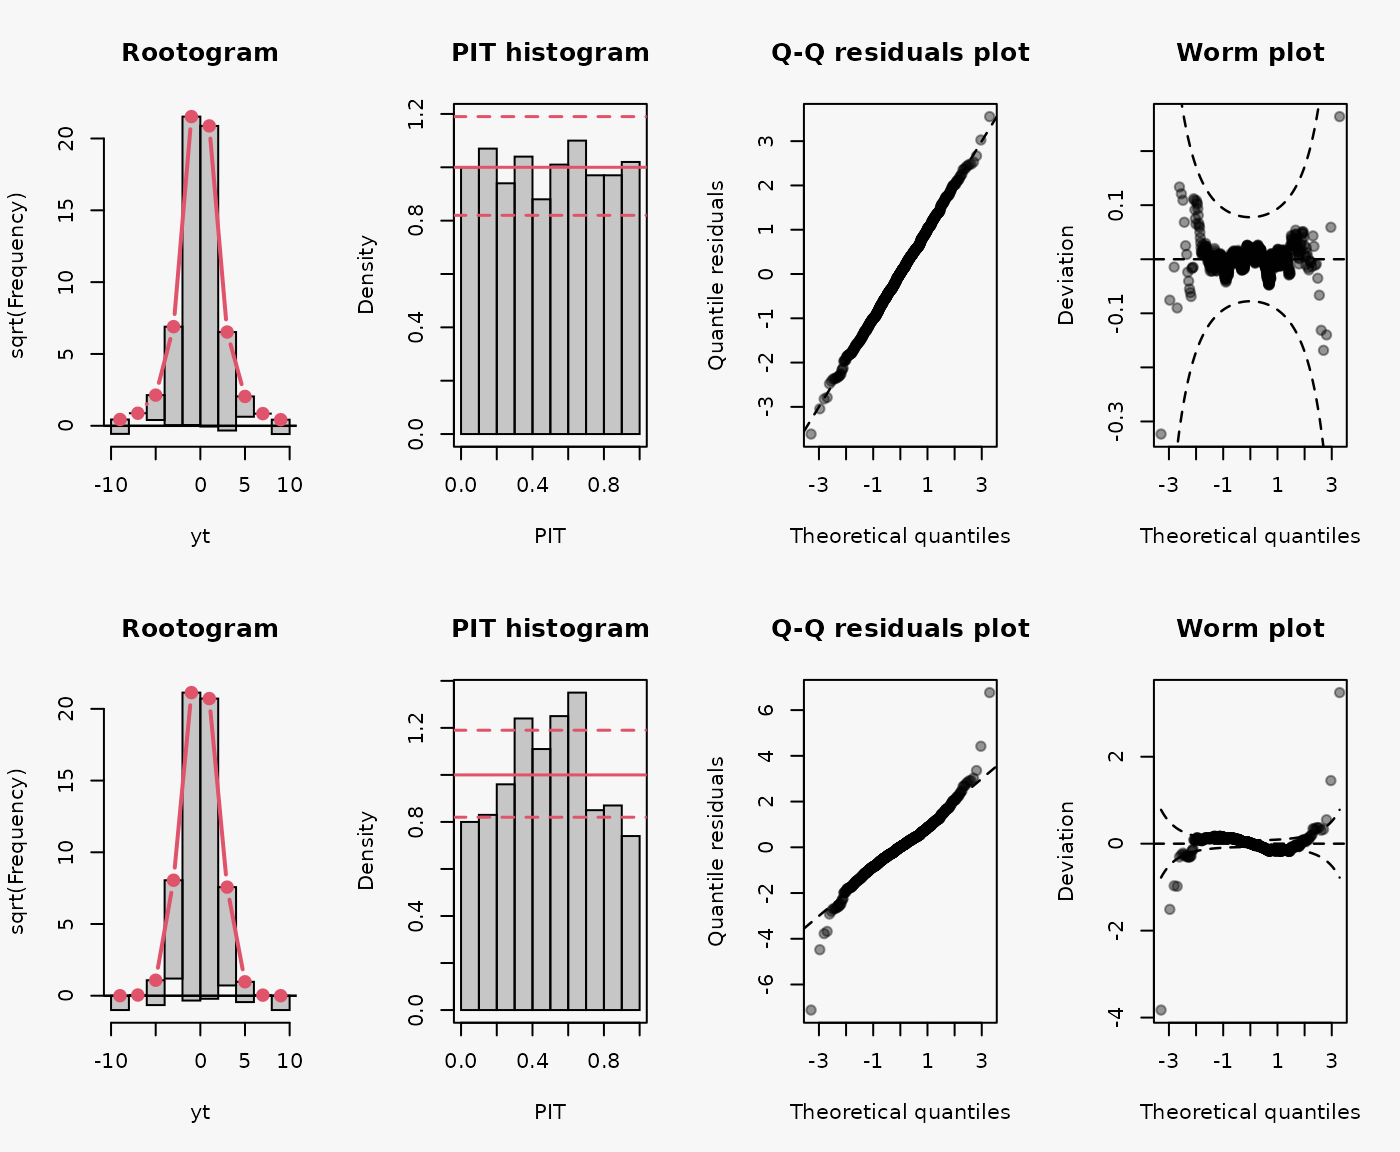 Rootogram
PIT histogram
Q-Q residuals plot
Worm plot
sqrt(Frequency)
0 5 10 15 20
-10 0 5 10
yt
Density
0.0 0.4 0.8 1.2
0.0 0.4 0.8
PIT
Quantile residuals
-3 -2 -1 0 1 2 3
-3 -1 1 3
Theoretical quantiles
Deviation
-0.3 -0.1 0.1
-3 -1 1 3
Theoretical quantiles
Rootogram
PIT histogram
Q-Q residuals plot
Worm plot
sqrt(Frequency)
0 5 10 15 20
-10 0 5 10
yt
Density
0.0 0.4 0.8 1.2
0.0 0.4 0.8
PIT
Quantile residuals
-6 -4 -2 0 2 4 6
-3 -1 1 3
Theoretical quantiles
Deviation
-4 -2 0 2
-3 -1 1 3
Theoretical quantiles